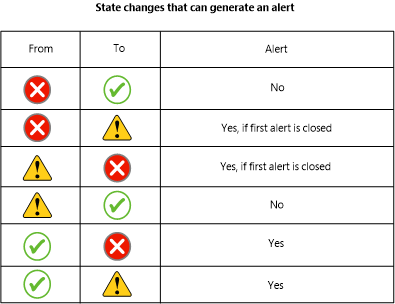 State changes that can generate an alert
From To Alert
No
Yes, if first alert is closed
Yes, if first alert is closed
No
Yes
Yes